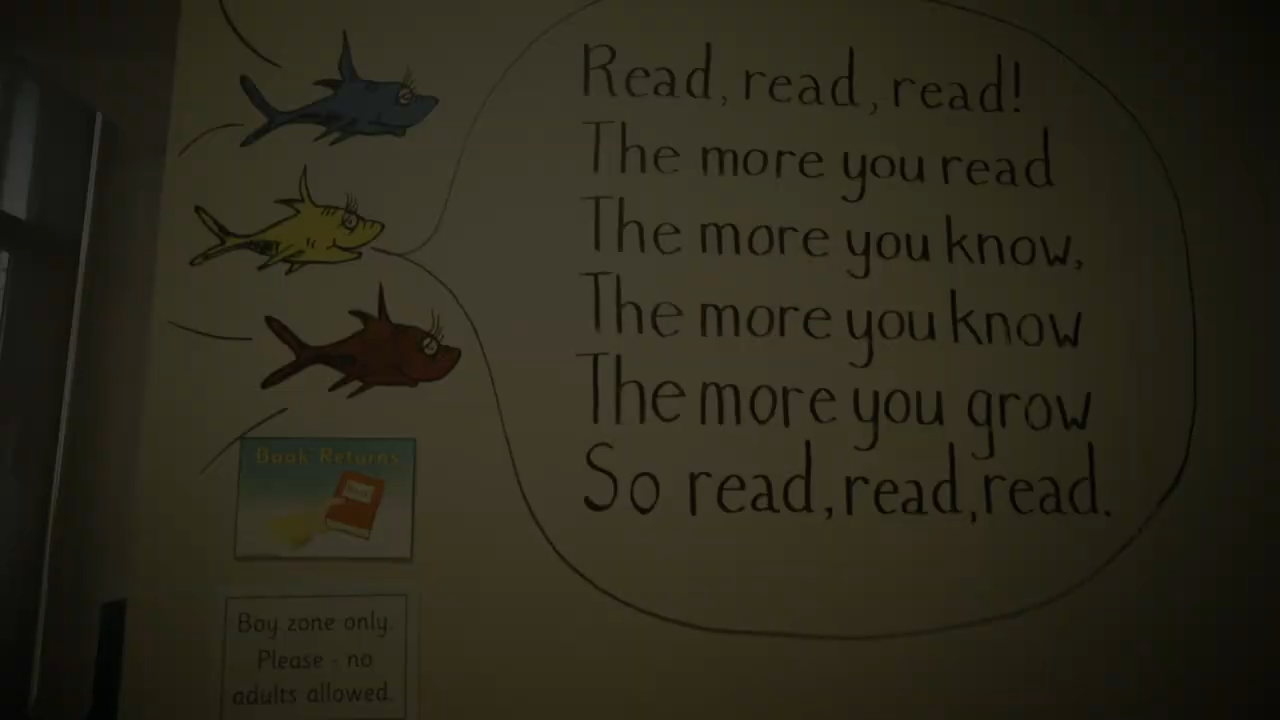 Read, read, read!
The more you read
The more you know,
The more you know
The more you grow
So read, read, read.
Book Returns
Boy zone only.
Please - no
adults allowed.